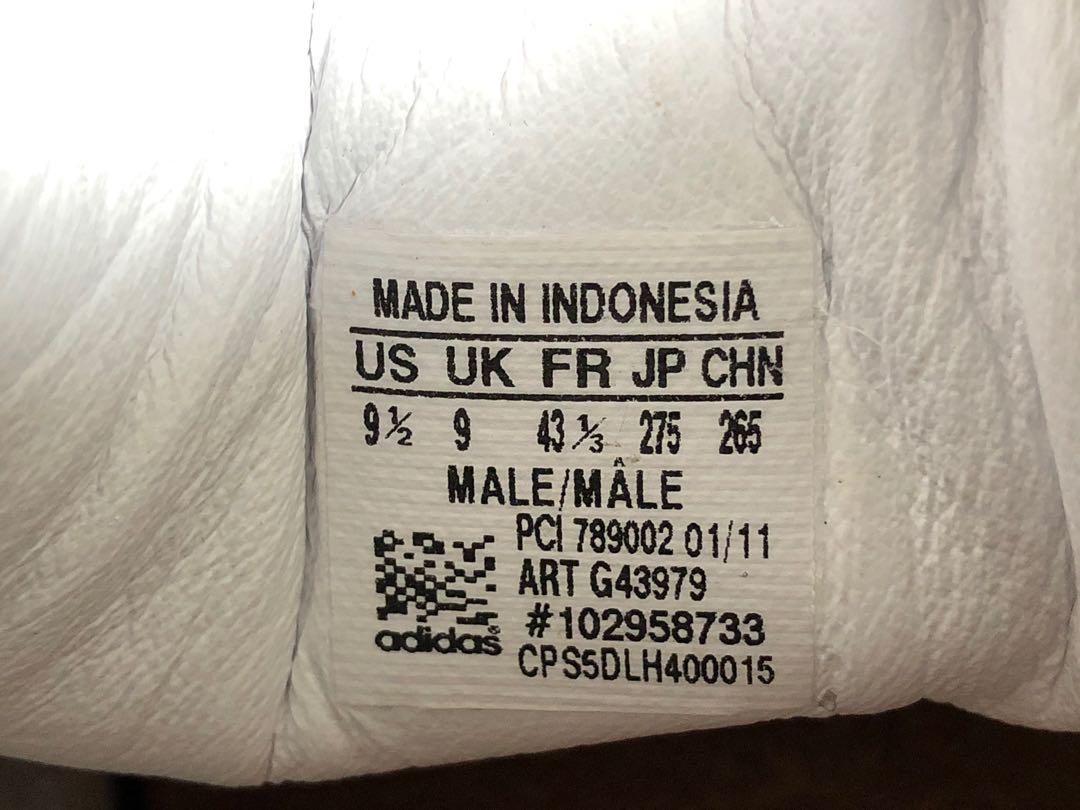 MADE IN INDONESIA
US UK FR JP CHN
9½ 9 43⅓ 275 265
MALE/MÂLE
PCI 789002 01/11
ART G43979
#102958733
adidas®
CPS5DLH400015